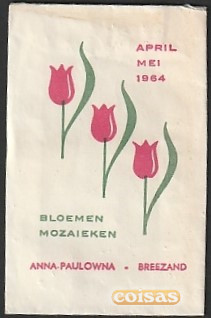 APRIL
MEI
1964
BLOEMEN
MOZAIEKEN
ANNA-PAULOWNA - BREEZAND
coisas